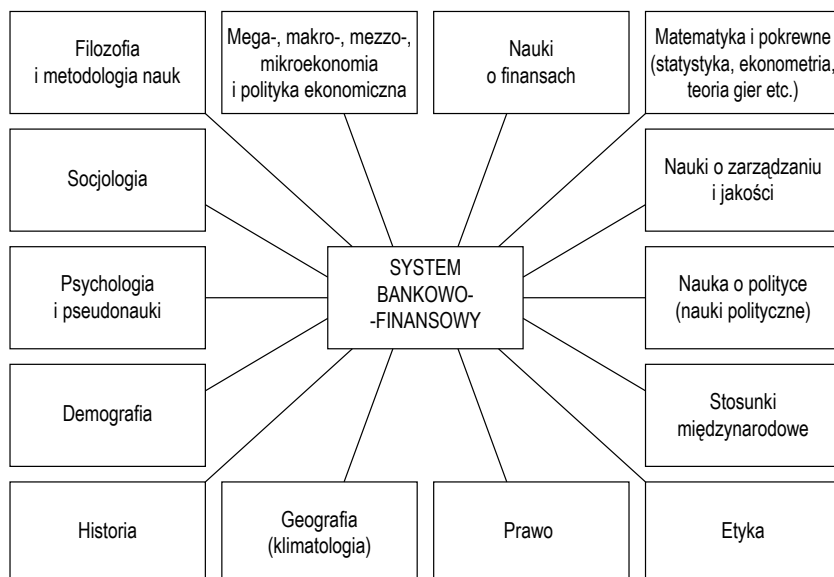 Filozofia
i metodologia nauk
Mega-, makro-, mezzo-,
mikroekonomia
i polityka ekonomiczna
Nauki
o finansach
Matematyka i pokrewne
(statystyka, ekonometria,
teoria gier etc.)
Socjologia
Nauki o zarządzaniu
i jakości
Psychologia
i pseudonauki
SYSTEM
BANKOWO-
-FINANSOWY
Nauka o polityce
(nauki polityczne)
Demografia
Stosunki
międzynarodowe
Historia
Geografia
(klimatologia)
Prawo
Etyka